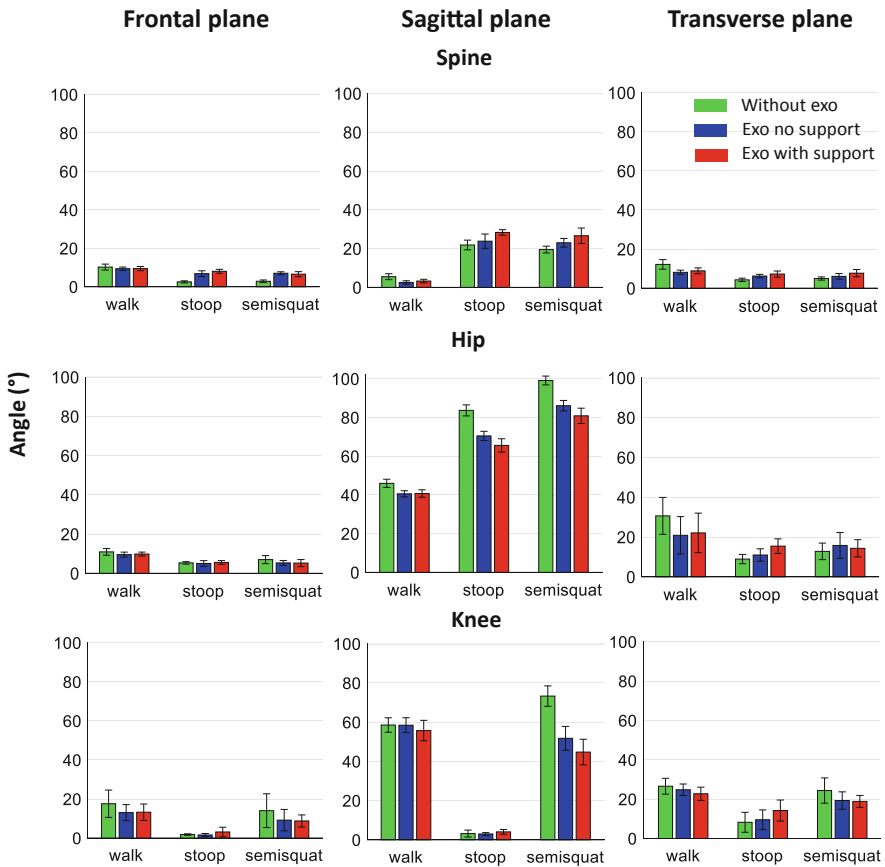 Frontal plane Sagittal plane Transverse plane
Spine
100 100 100
80 80 80
60 60 60
40 40 40
20 20 20
0 0 0
Without exo
Exo no support
Exo with support
walk stoop semisquat walk stoop semisquat walk stoop semisquat
Hip
Angle (°)
100 100 100
80 80 80
60 60 60
40 40 40
20 20 20
0 0 0
walk stoop semisquat walk stoop semisquat walk stoop semisquat
Knee
100 100 100
80 80 80
60 60 60
40 40 40
20 20 20
0 0 0
walk stoop semisquat walk stoop semisquat walk stoop semisquat